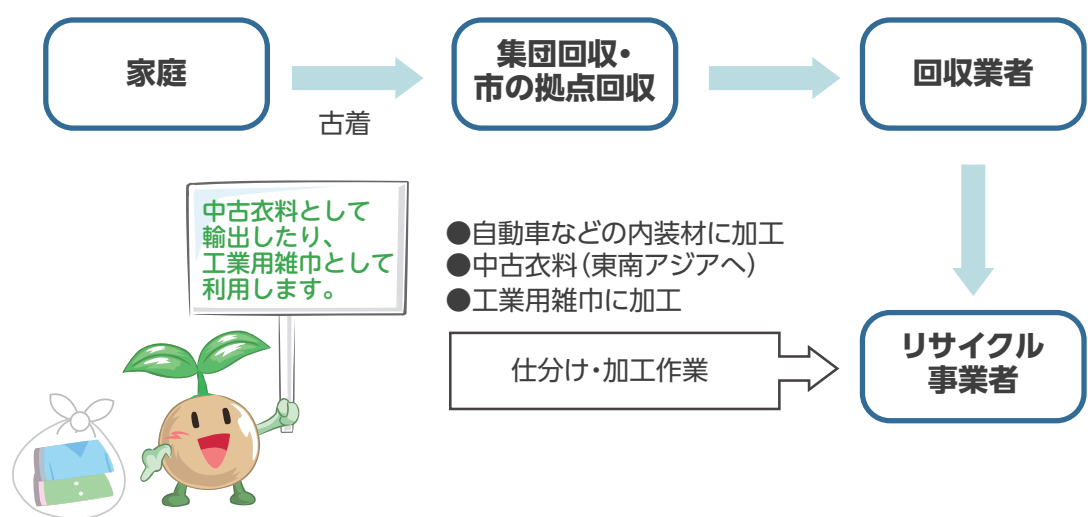 家庭
古着
集団回収・
市の拠点回収
回収業者
中古衣料として
輸出したり、
工業用雑巾として
利用します。
●自動車などの内装材に加工
●中古衣料(東南アジアへ)
●工業用雑巾に加工
仕分け・加工作業
リサイクル
事業者